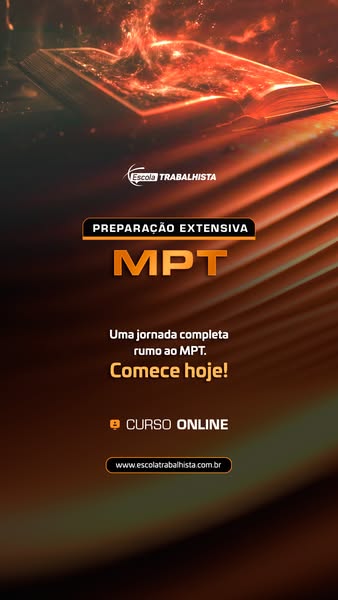 Escola TRABALHISTA
PREPARAÇÃO EXTENSIVA
MPT
Uma jornada completa
rumo ao MPT.
Comece hoje!
CURSO ONLINE
www.escolatrabalhista.com.br